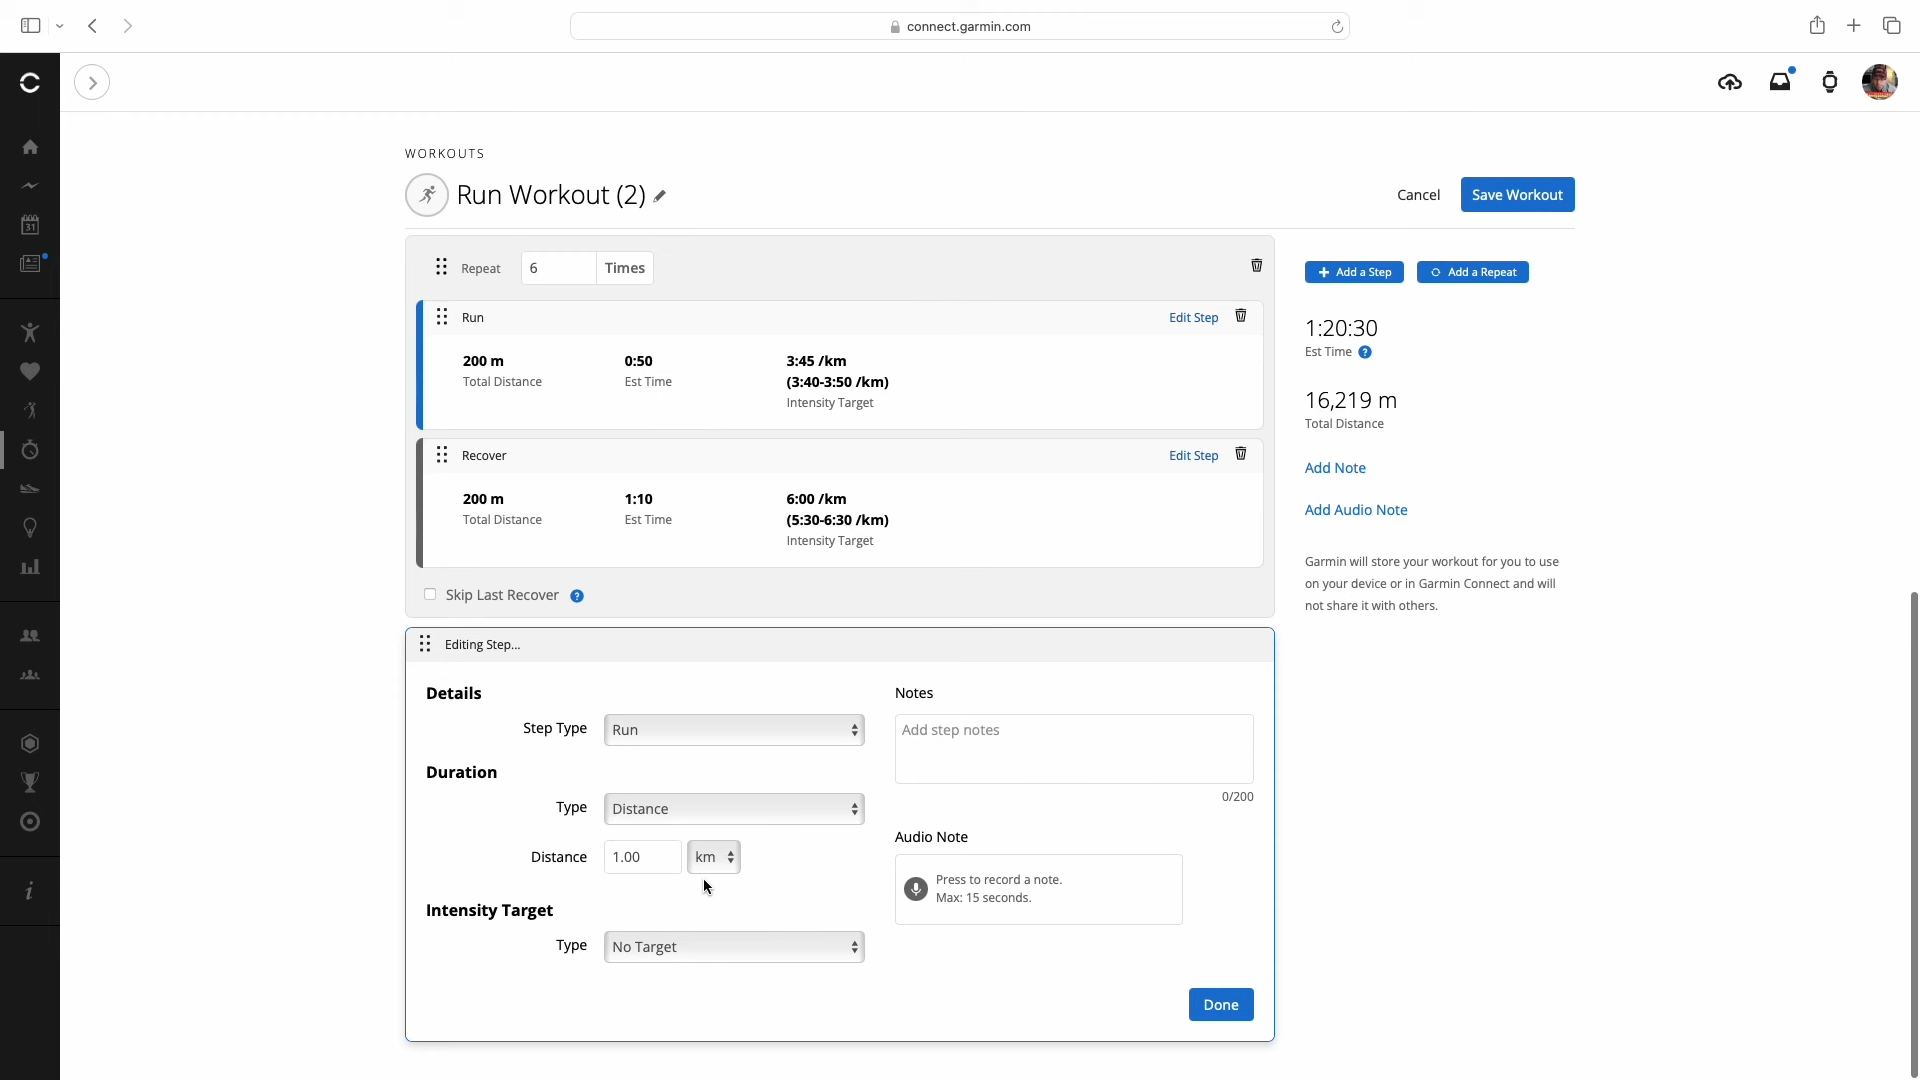 connect.garmin.com
31
WORKOUTS
Run Workout (2)
Cancel
Save Workout
Repeat
6
Times
Add a Step
Add a Repeat
Run
Edit Step
200 m
0:50
3:45 /km
Total Distance
Est Time
(3:40-3:50 /km)
Intensity Target
1:20:30
Est Time ?
16,219 m
Total Distance
Recover
Edit Step
200 m
1:10
6:00 /km
Total Distance
Est Time
(5:30-6:30 /km)
Intensity Target
Add Note
Add Audio Note
Garmin will store your workout for you to use
on your device or in Garmin Connect and will
not share it with others.
Skip Last Recover ?
Editing Step...
Details
Step Type
Run
Duration
Type
Distance
Distance
1.00
km
Intensity Target
Type
No Target
Notes
Add step notes
0/200
Audio Note
Press to record a note.
Max: 15 seconds.
Done